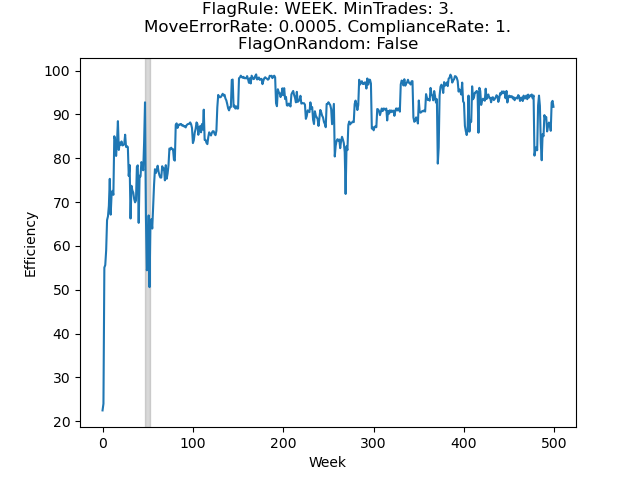 FlagRule: WEEK. MinTrades: 3.
MoveErrorRate: 0.0005. ComplianceRate: 1.
FlagOnRandom: False
100
90
80
70
60
50
40
30
20
Efficiency
0 100 200 300 400 500
Week